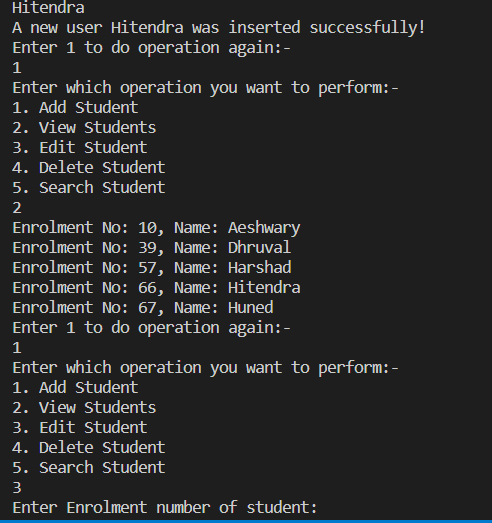 Hitendra
A new user Hitendra was inserted successfully!
Enter 1 to do operation again:-
1
Enter which operation you want to perform:-
1. Add Student
2. View Students
3. Edit Student
4. Delete Student
5. Search Student
2
Enrolment No: 10, Name: Aeshwary
Enrolment No: 39, Name: Dhruval
Enrolment No: 57, Name: Harshad
Enrolment No: 66, Name: Hitendra
Enrolment No: 67, Name: Huned
Enter 1 to do operation again:-
1
Enter which operation you want to perform:-
1. Add Student
2. View Students
3. Edit Student
4. Delete Student
5. Search Student
3
Enter Enrolment number of student: